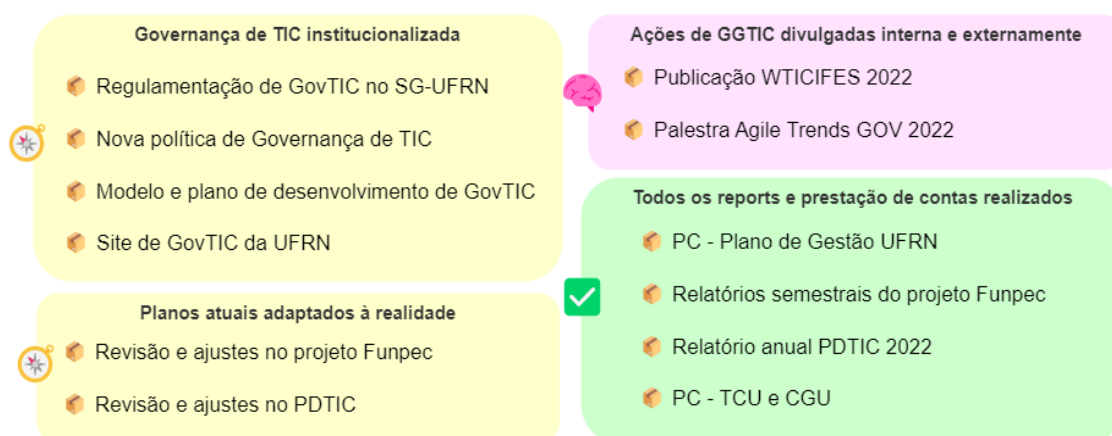 Governança de TIC institucionalizada
Regulamentação de GovTIC no SG-UFRN
Nova política de Governança de TIC
Modelo e plano de desenvolvimento de GovTIC
Site de GovTIC da UFRN
Planos atuais adaptados à realidade
Revisão e ajustes no projeto Funpec
Revisão e ajustes no PDTIC
Ações de GGTIC divulgadas interna e externamente
Publicação WTICIFES 2022
Palestra Agile Trends GOV 2022
Todos os reports e prestação de contas realizados
PC - Plano de Gestão UFRN
Relatórios semestrais do projeto Funpec
Relatório anual PDTIC 2022
PC - TCU e CGU